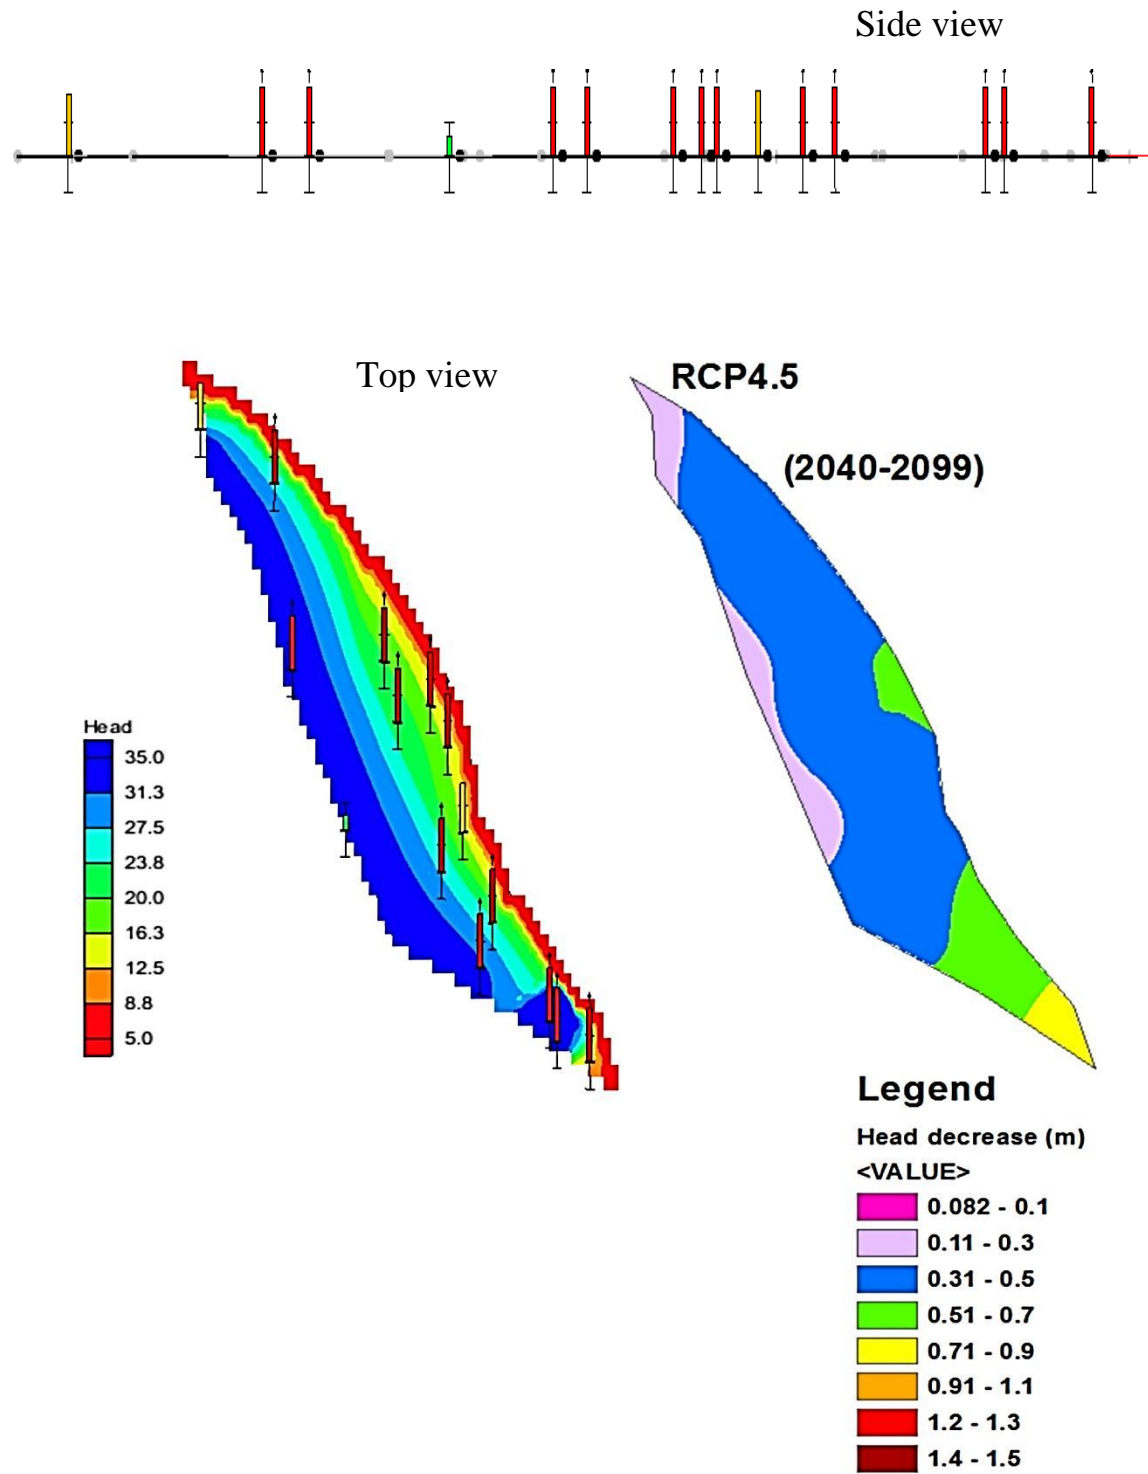 Side view
Top view
RCP4.5
(2040-2099)
Head
35.0
31.3
27.5
23.8
20.0
16.3
12.5
8.8
5.0
Legend
Head decrease (m)
<VALUE>
0.082 - 0.1
0.11 - 0.3
0.31 - 0.5
0.51 - 0.7
0.71 - 0.9
0.91 - 1.1
1.2 - 1.3
1.4 - 1.5